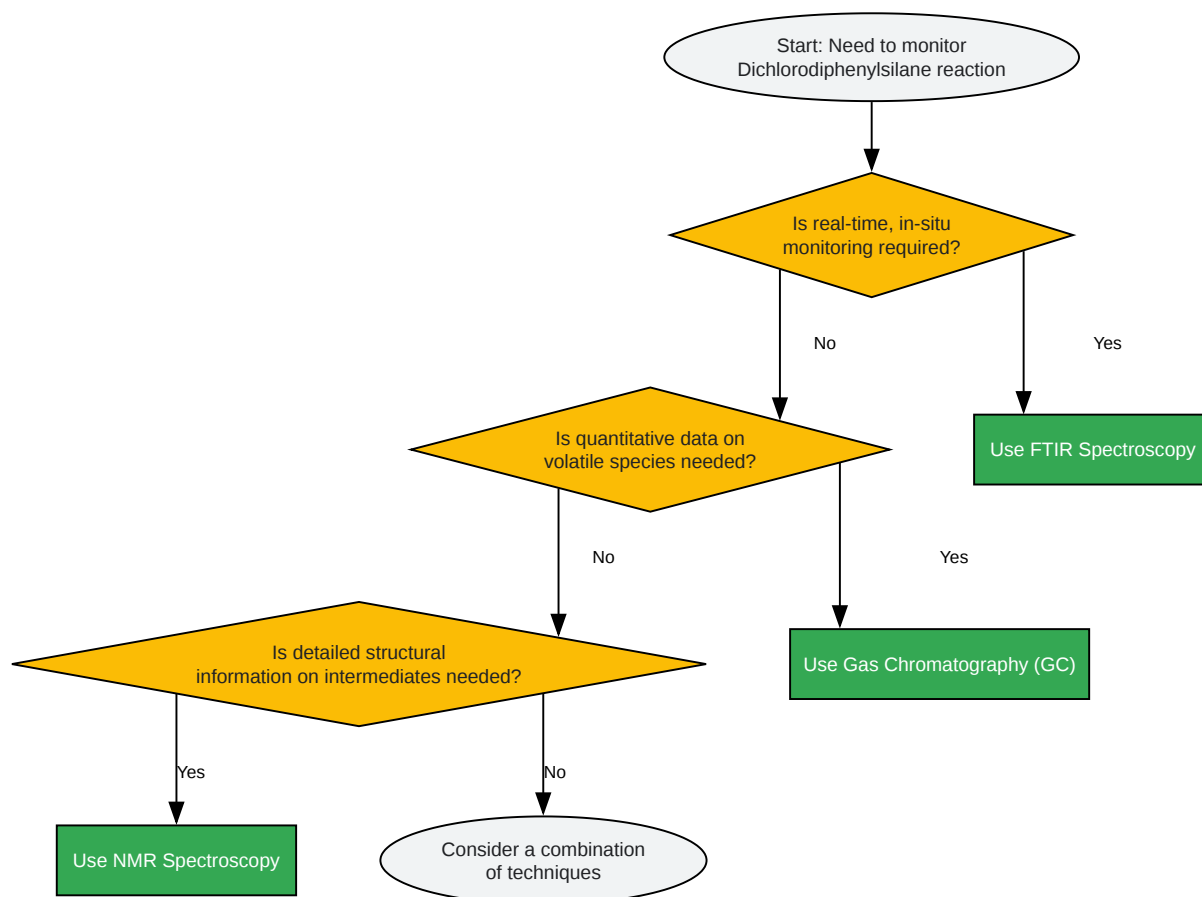 Start: Need to monitor
Dichlorodiphenylsilane reaction
Is real-time, in-situ
monitoring required?
No
Yes
Is quantitative data on
volatile species needed?
Use FTIR Spectroscopy
No
Yes
Is detailed structural
information on intermediates needed?
Use Gas Chromatography (GC)
Yes
No
Use NMR Spectroscopy
Consider a combination
of techniques